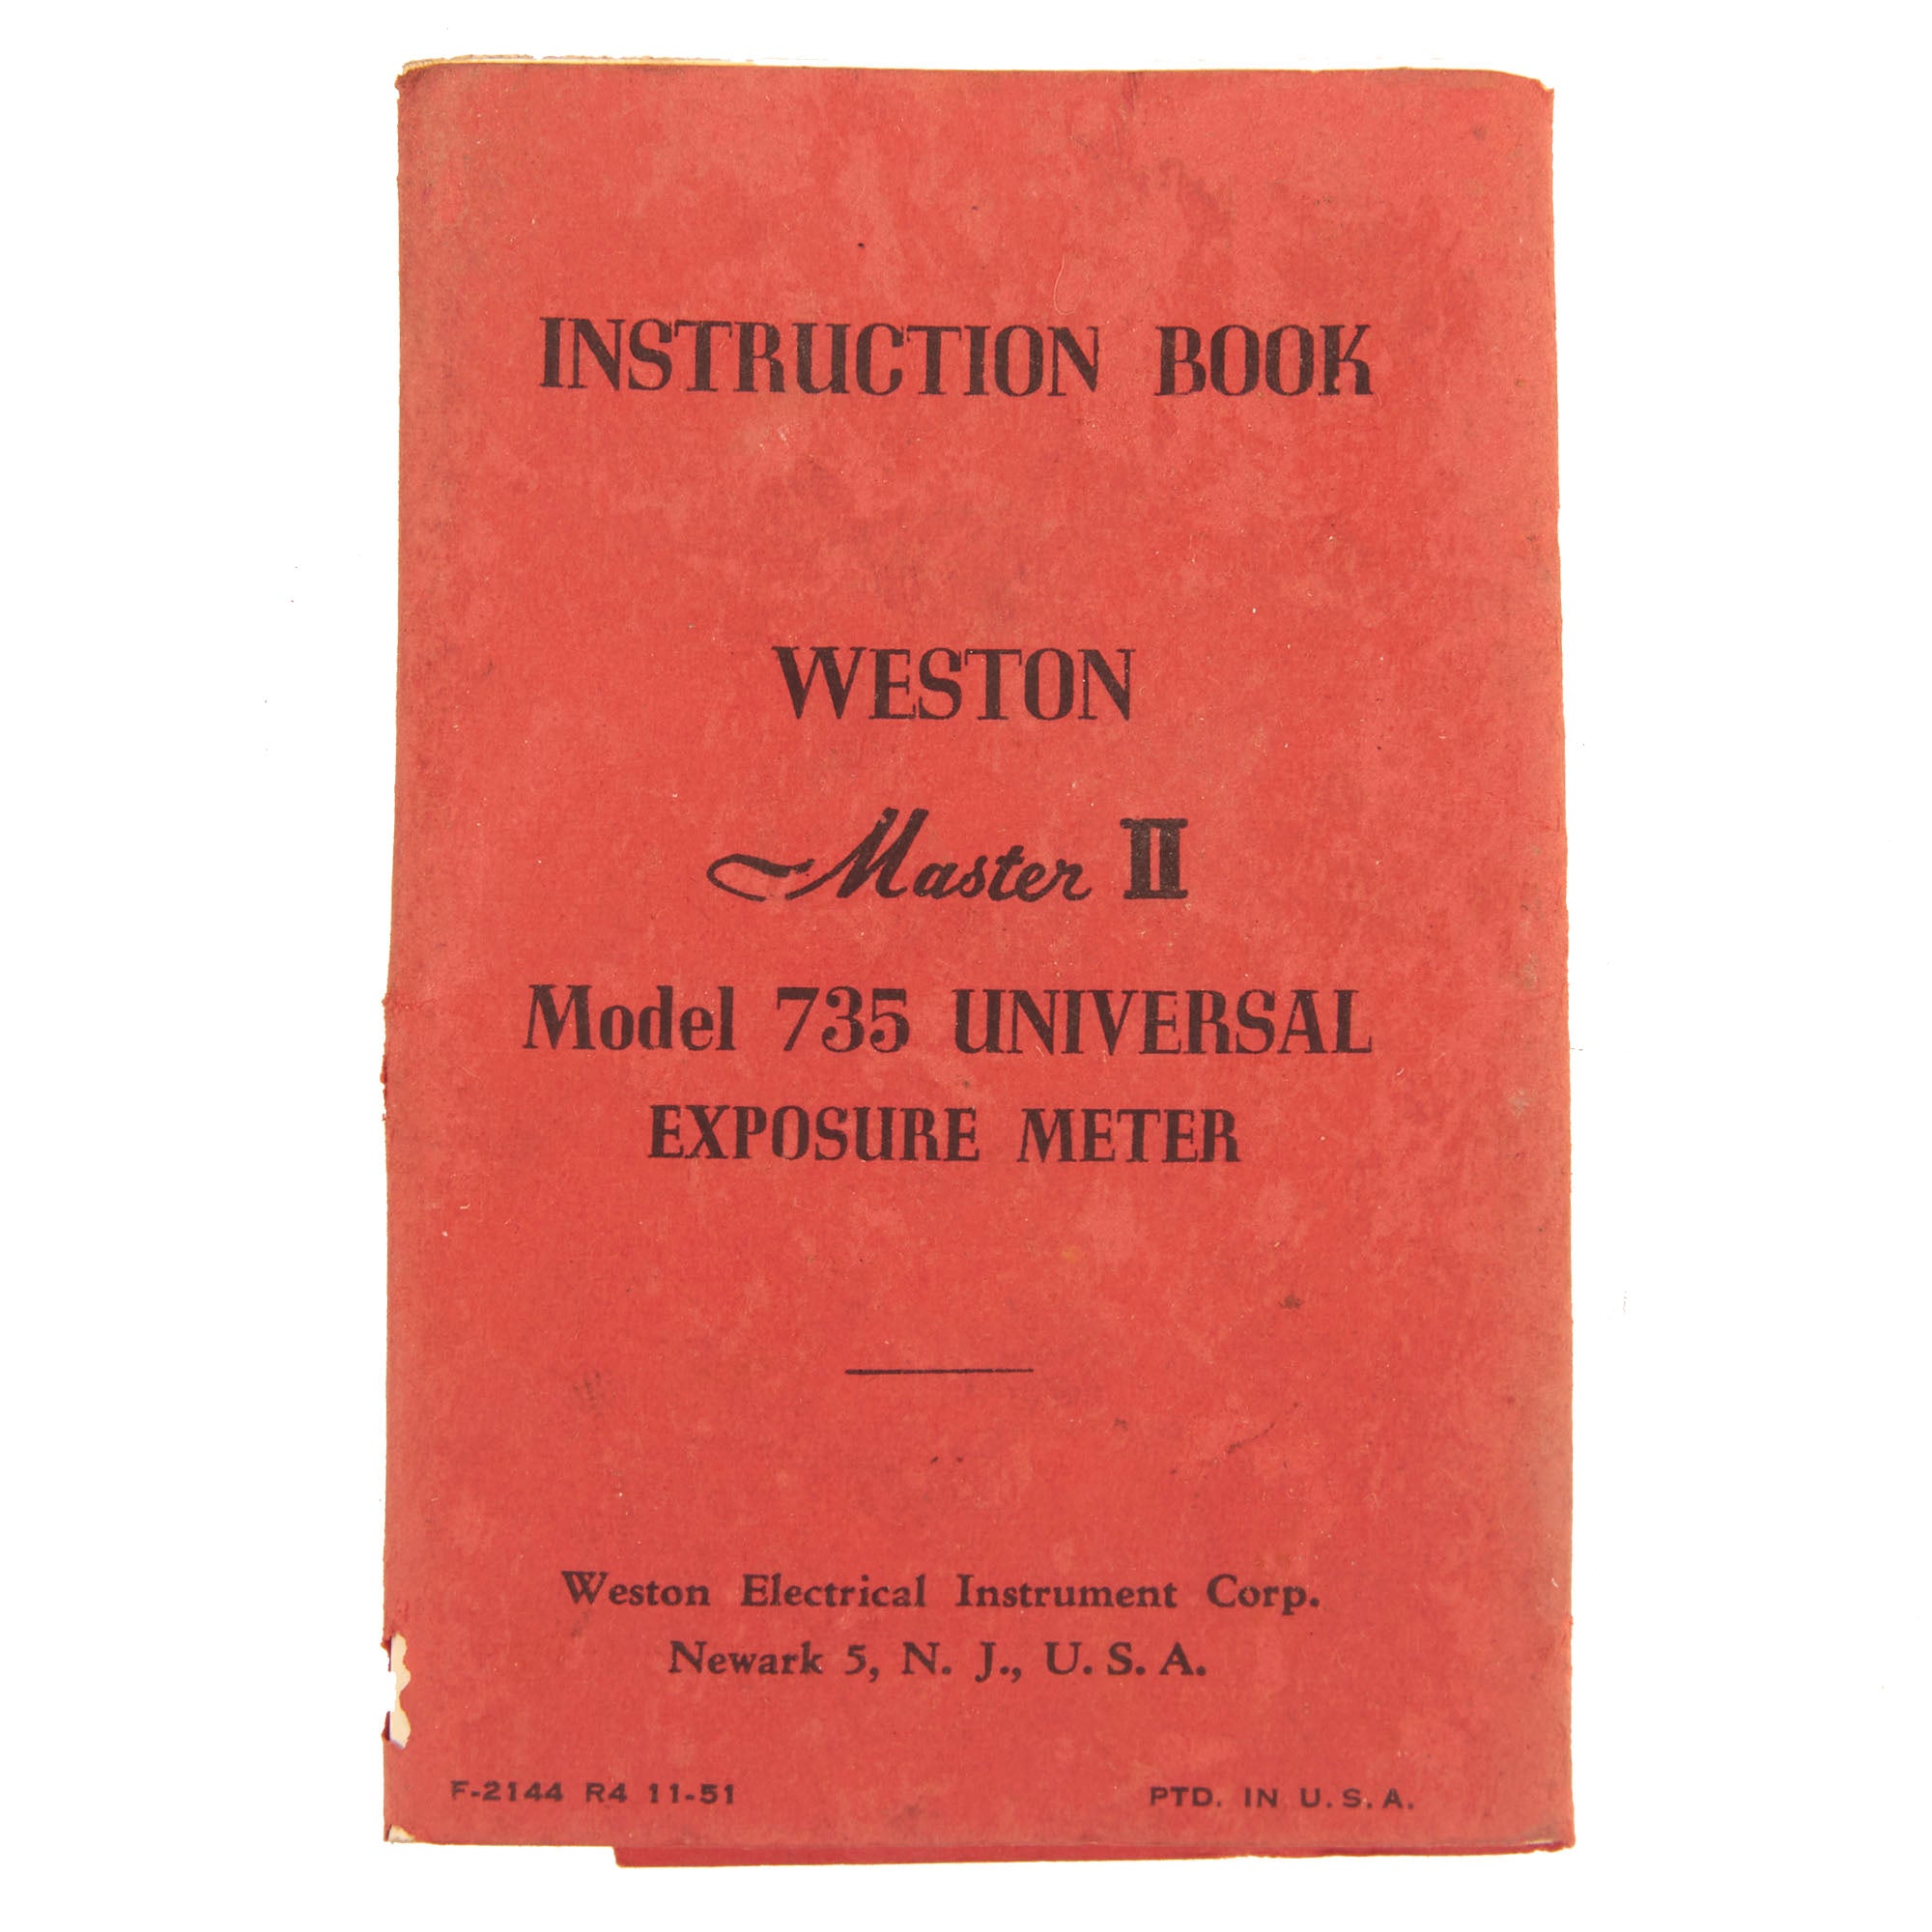 INSTRUCTION BOOK
WESTON
Master II
Model 735 UNIVERSAL
EXPOSURE METER
Weston Electrical Instrument Corp.
Newark 5, N. J., U. S. A.
F-2144 R4 11-51 PTD. IN U. S. A.